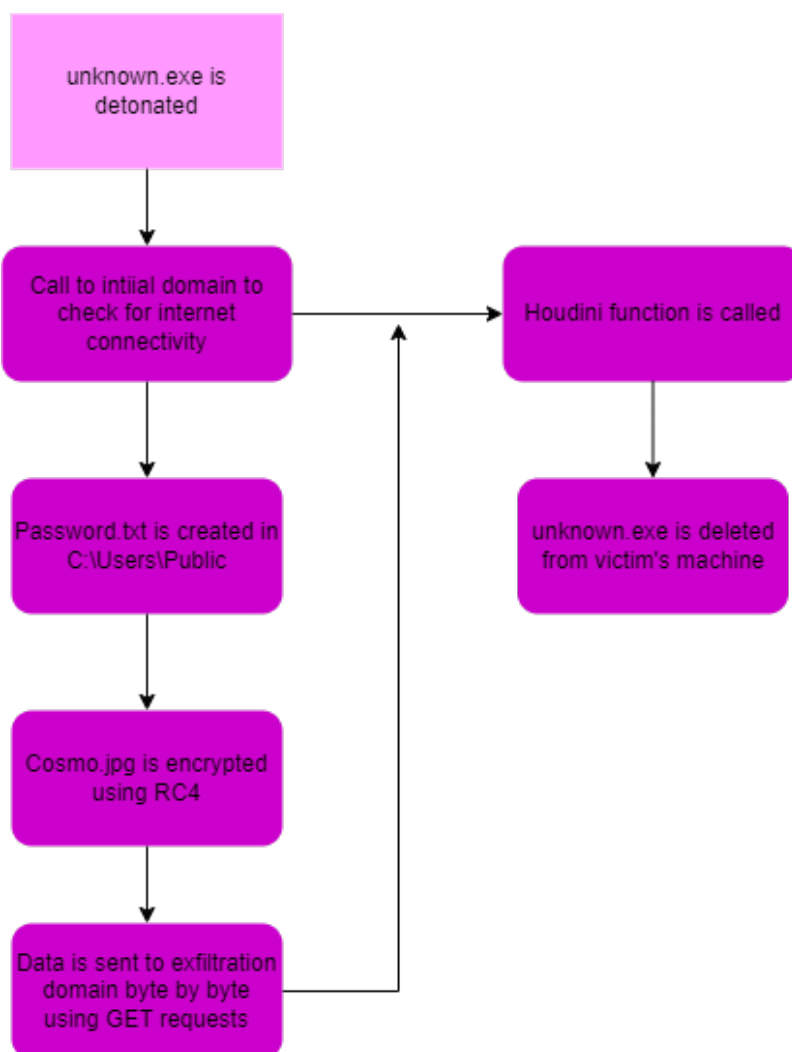 unknown.exe is
detonated
Call to intiial domain to
check for internet
connectivity
Houdini function is called
Password.txt is created in
C:\Users\Public
unknown.exe is deleted
from victim's machine
Cosmo.jpg is encrypted
using RC4
Data is sent to exfiltration
domain byte by byte
using GET requests